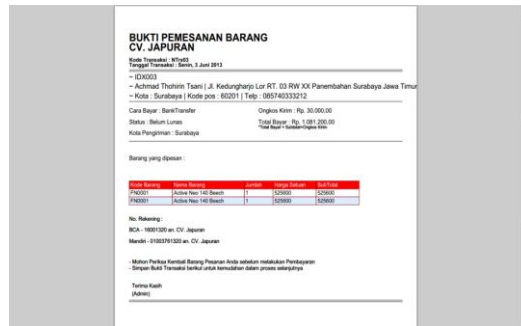 BUKTI PEMESANAN BARANG
CV. JAPURAN
Kode Transaksi : NTrx03
Tanggal Transaksi : Senin, 3 Juni 2013
~ IDX003
~ Achmad Thohirin Tsani | Jl. Kedungharjo Lor RT. 03 RW XX Panembahan Surabaya Jawa Timur
~ Kota : Surabaya | Kode pos : 60201 | Telp : 085740333212
Cara Bayar : BankTransfer Ongkos Kirim : Rp. 30.000,00
Status : Belum Lunas Total Bayar : Rp. 1.081.200,00
*Total Bayar = Subtotal+Ongkos Kirim
Kota Pengiriman : Surabaya
Barang yang dipesan :
Kode Barang Nama Barang Jumlah Harga Satuan SubTotal
FN0001 Active Neo 140 Beech 1 525600 525600
FN0001 Active Neo 140 Beech 1 525600 525600
No. Rekening :
BCA - 16001320 an. CV. Japuran
Mandiri - 01003761320 an. CV. Japuran
- Mohon Periksa Kembali Barang Pesanan Anda sebelum melakukan Pembayaran
- Simpan Bukti Transaksi berikut untuk kemudahan dalam proses selanjutnya
Terima Kasih
(Admin)